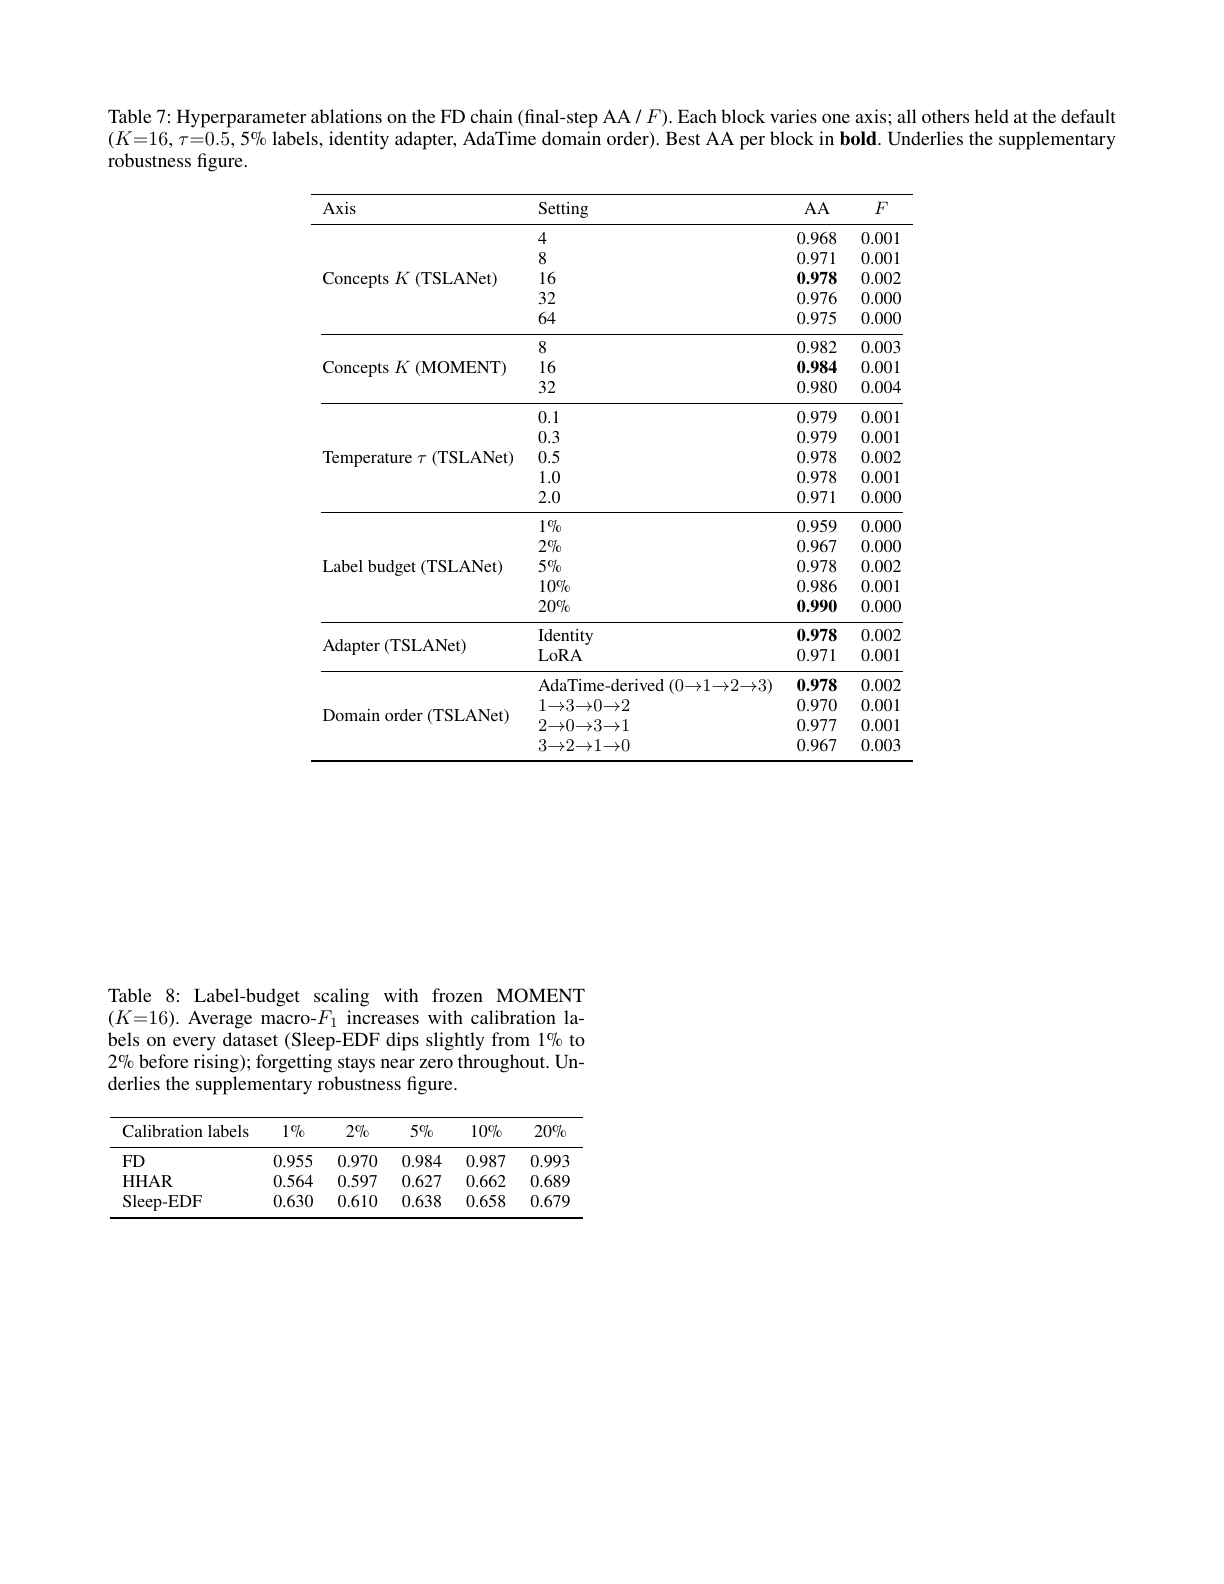 Table 7: Hyperparameter ablations on the FD chain (final-step AA / F). Each block varies one axis; all others held at the default
(K=16, τ=0.5, 5% labels, identity adapter, AdaTime domain order). Best AA per block in bold. Underlies the supplementary
robustness figure.
Axis Setting AA F
4 0.968 0.001
8 0.971 0.001
Concepts K (TSLANet) 16 0.978 0.002
32 0.976 0.000
64 0.975 0.000
8 0.982 0.003
Concepts K (MOMENT) 16 0.984 0.001
32 0.980 0.004
0.1 0.979 0.001
0.3 0.979 0.001
Temperature τ (TSLANet) 0.5 0.978 0.002
1.0 0.978 0.001
2.0 0.971 0.000
1% 0.959 0.000
2% 0.967 0.000
Label budget (TSLANet) 5% 0.978 0.002
10% 0.986 0.001
20% 0.990 0.000
Adapter (TSLANet)
Identity 0.978 0.002
LoRA 0.971 0.001
AdaTime-derived (0→1→2→3) 0.978 0.002
Domain order (TSLANet)
1→3→0→2 0.970 0.001
2→0→3→1 0.977 0.001
3→2→1→0 0.967 0.003
Table 8: Label-budget scaling with frozen MOMENT
(K=16). Average macro-F₁ increases with calibration la-
bels on every dataset (Sleep-EDF dips slightly from 1% to
2% before rising); forgetting stays near zero throughout. Un-
derlies the supplementary robustness figure.
Calibration labels 1% 2% 5% 10% 20%
FD 0.955 0.970 0.984 0.987 0.993
HHAR 0.564 0.597 0.627 0.662 0.689
Sleep-EDF 0.630 0.610 0.638 0.658 0.679